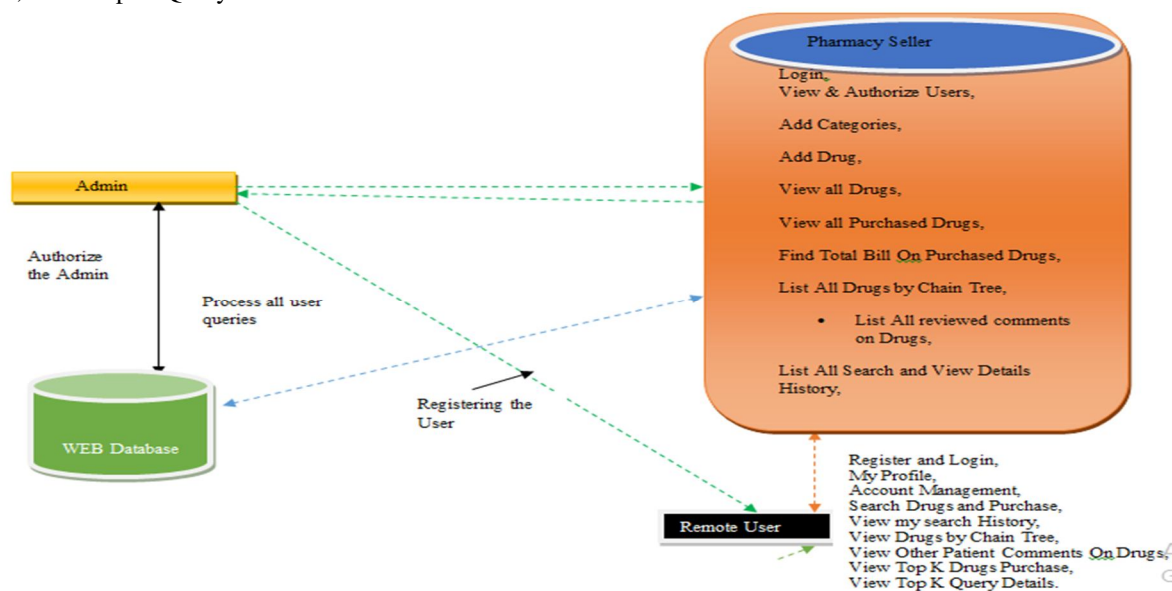 Pharmacy Seller
Login,
View & Authorize Users,
Add Categories,
Add Drug,
View all Drugs,
View all Purchased Drugs,
Find Total Bill On Purchased Drugs,
List All Drugs by Chain Tree,
• List All reviewed comments
on Drugs,
List All Search and View Details
History,
Admin
Authorize
the Admin
Process all user
queries
WEB Database
Registering the
User
Remote User
Register and Login,
My Profile,
Account Management,
Search Drugs and Purchase,
View my search History,
View Drugs by Chain Tree,
View Other Patient Comments On Drugs,
View Top K Drugs Purchase,
View Top K Query Details.